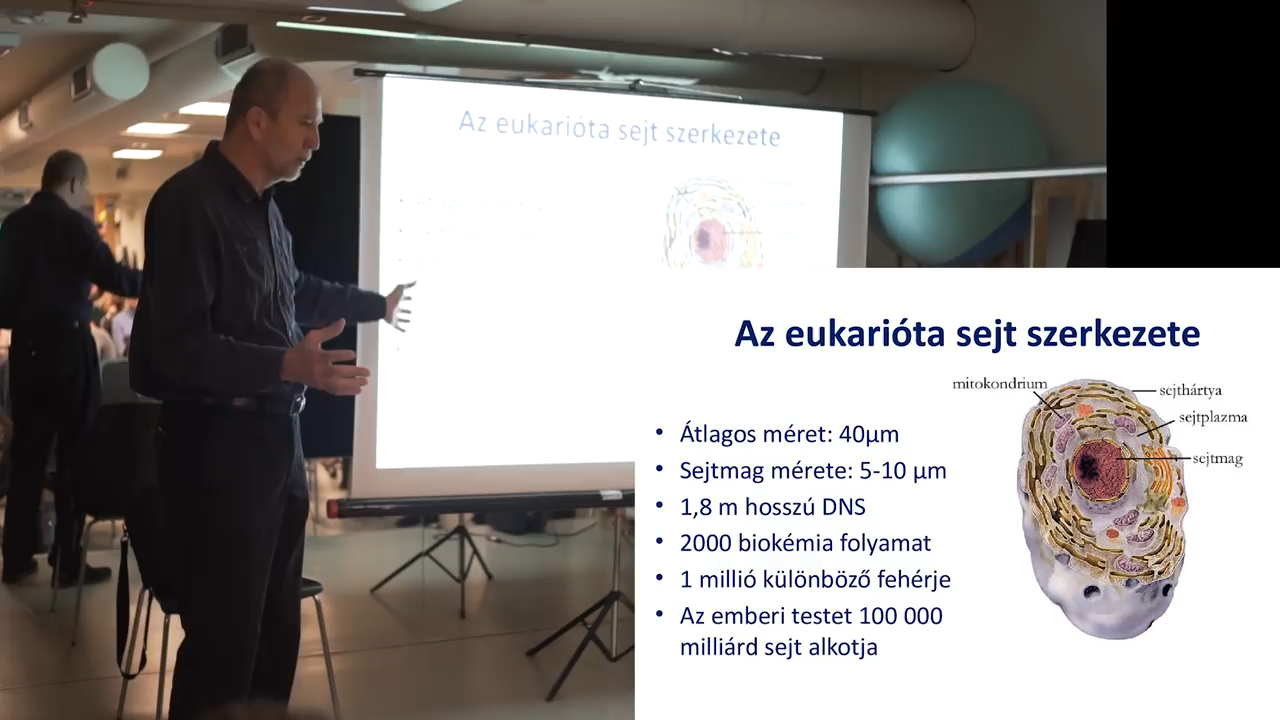 Az eukarióta sejt szerkezete
Az eukarióta sejt szerkezete
mitokondrium
sejthártya
sejtplazma
sejtmag
• Átlagos méret: 40µm
• Sejtmag mérete: 5-10 µm
• 1,8 m hosszú DNS
• 2000 biokémia folyamat
• 1 millió különböző fehérje
• Az emberi testet 100 000
milliárd sejt alkotja